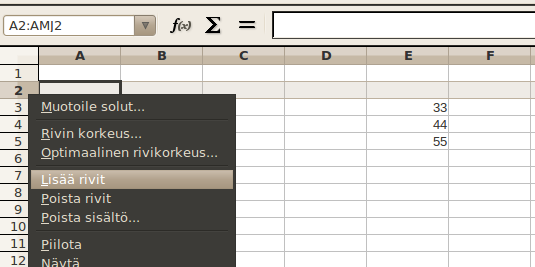 A2:AMJ2 f(x) Σ =
A B C D E F
1
2
Muotoile solut...
3 33
Rivin korkeus...
4 44
Optimaalinen rivikorkeus...
5 55
6
Lisää rivit
7
Poista rivit
8
Poista sisältö...
9
10
Piilota
11
Näytä
12